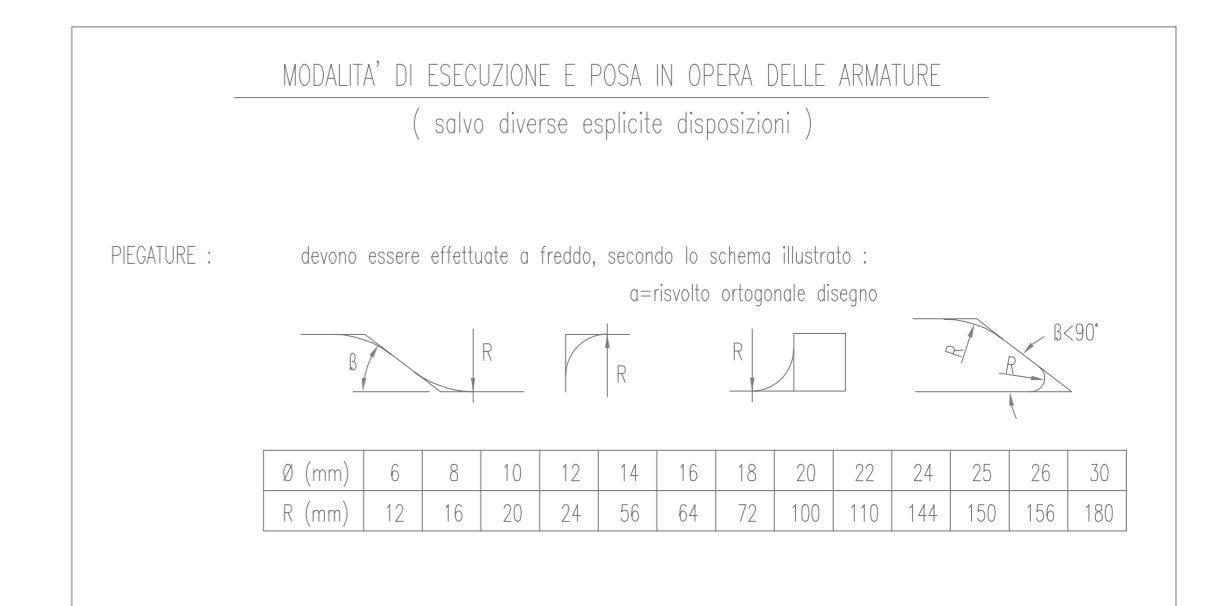 MODALITA' DI ESECUZIONE E POSA IN OPERA DELLE ARMATURE
( salvo diverse esplicite disposizioni )
PIEGATURE : devono essere effettuate a freddo, secondo lo schema illustrato :
a=risvolto ortogonale disegno
ß R R R R R ß<90°
Ø (mm) 6 8 10 12 14 16 18 20 22 24 25 26 30
R (mm) 12 16 20 24 56 64 72 100 110 144 150 156 180